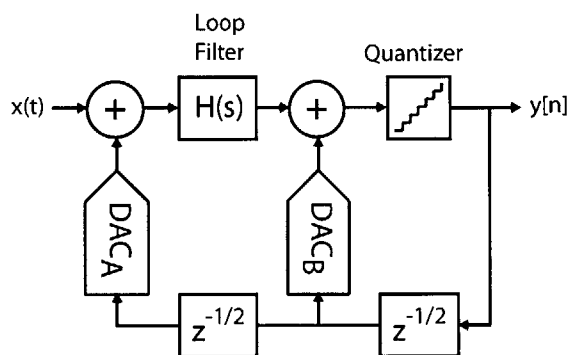 Loop
Filter
Quantizer
x(t)
+
H(s)
+
y[n]
DAC_A
DAC_B
z^{-1/2}
z^{-1/2}